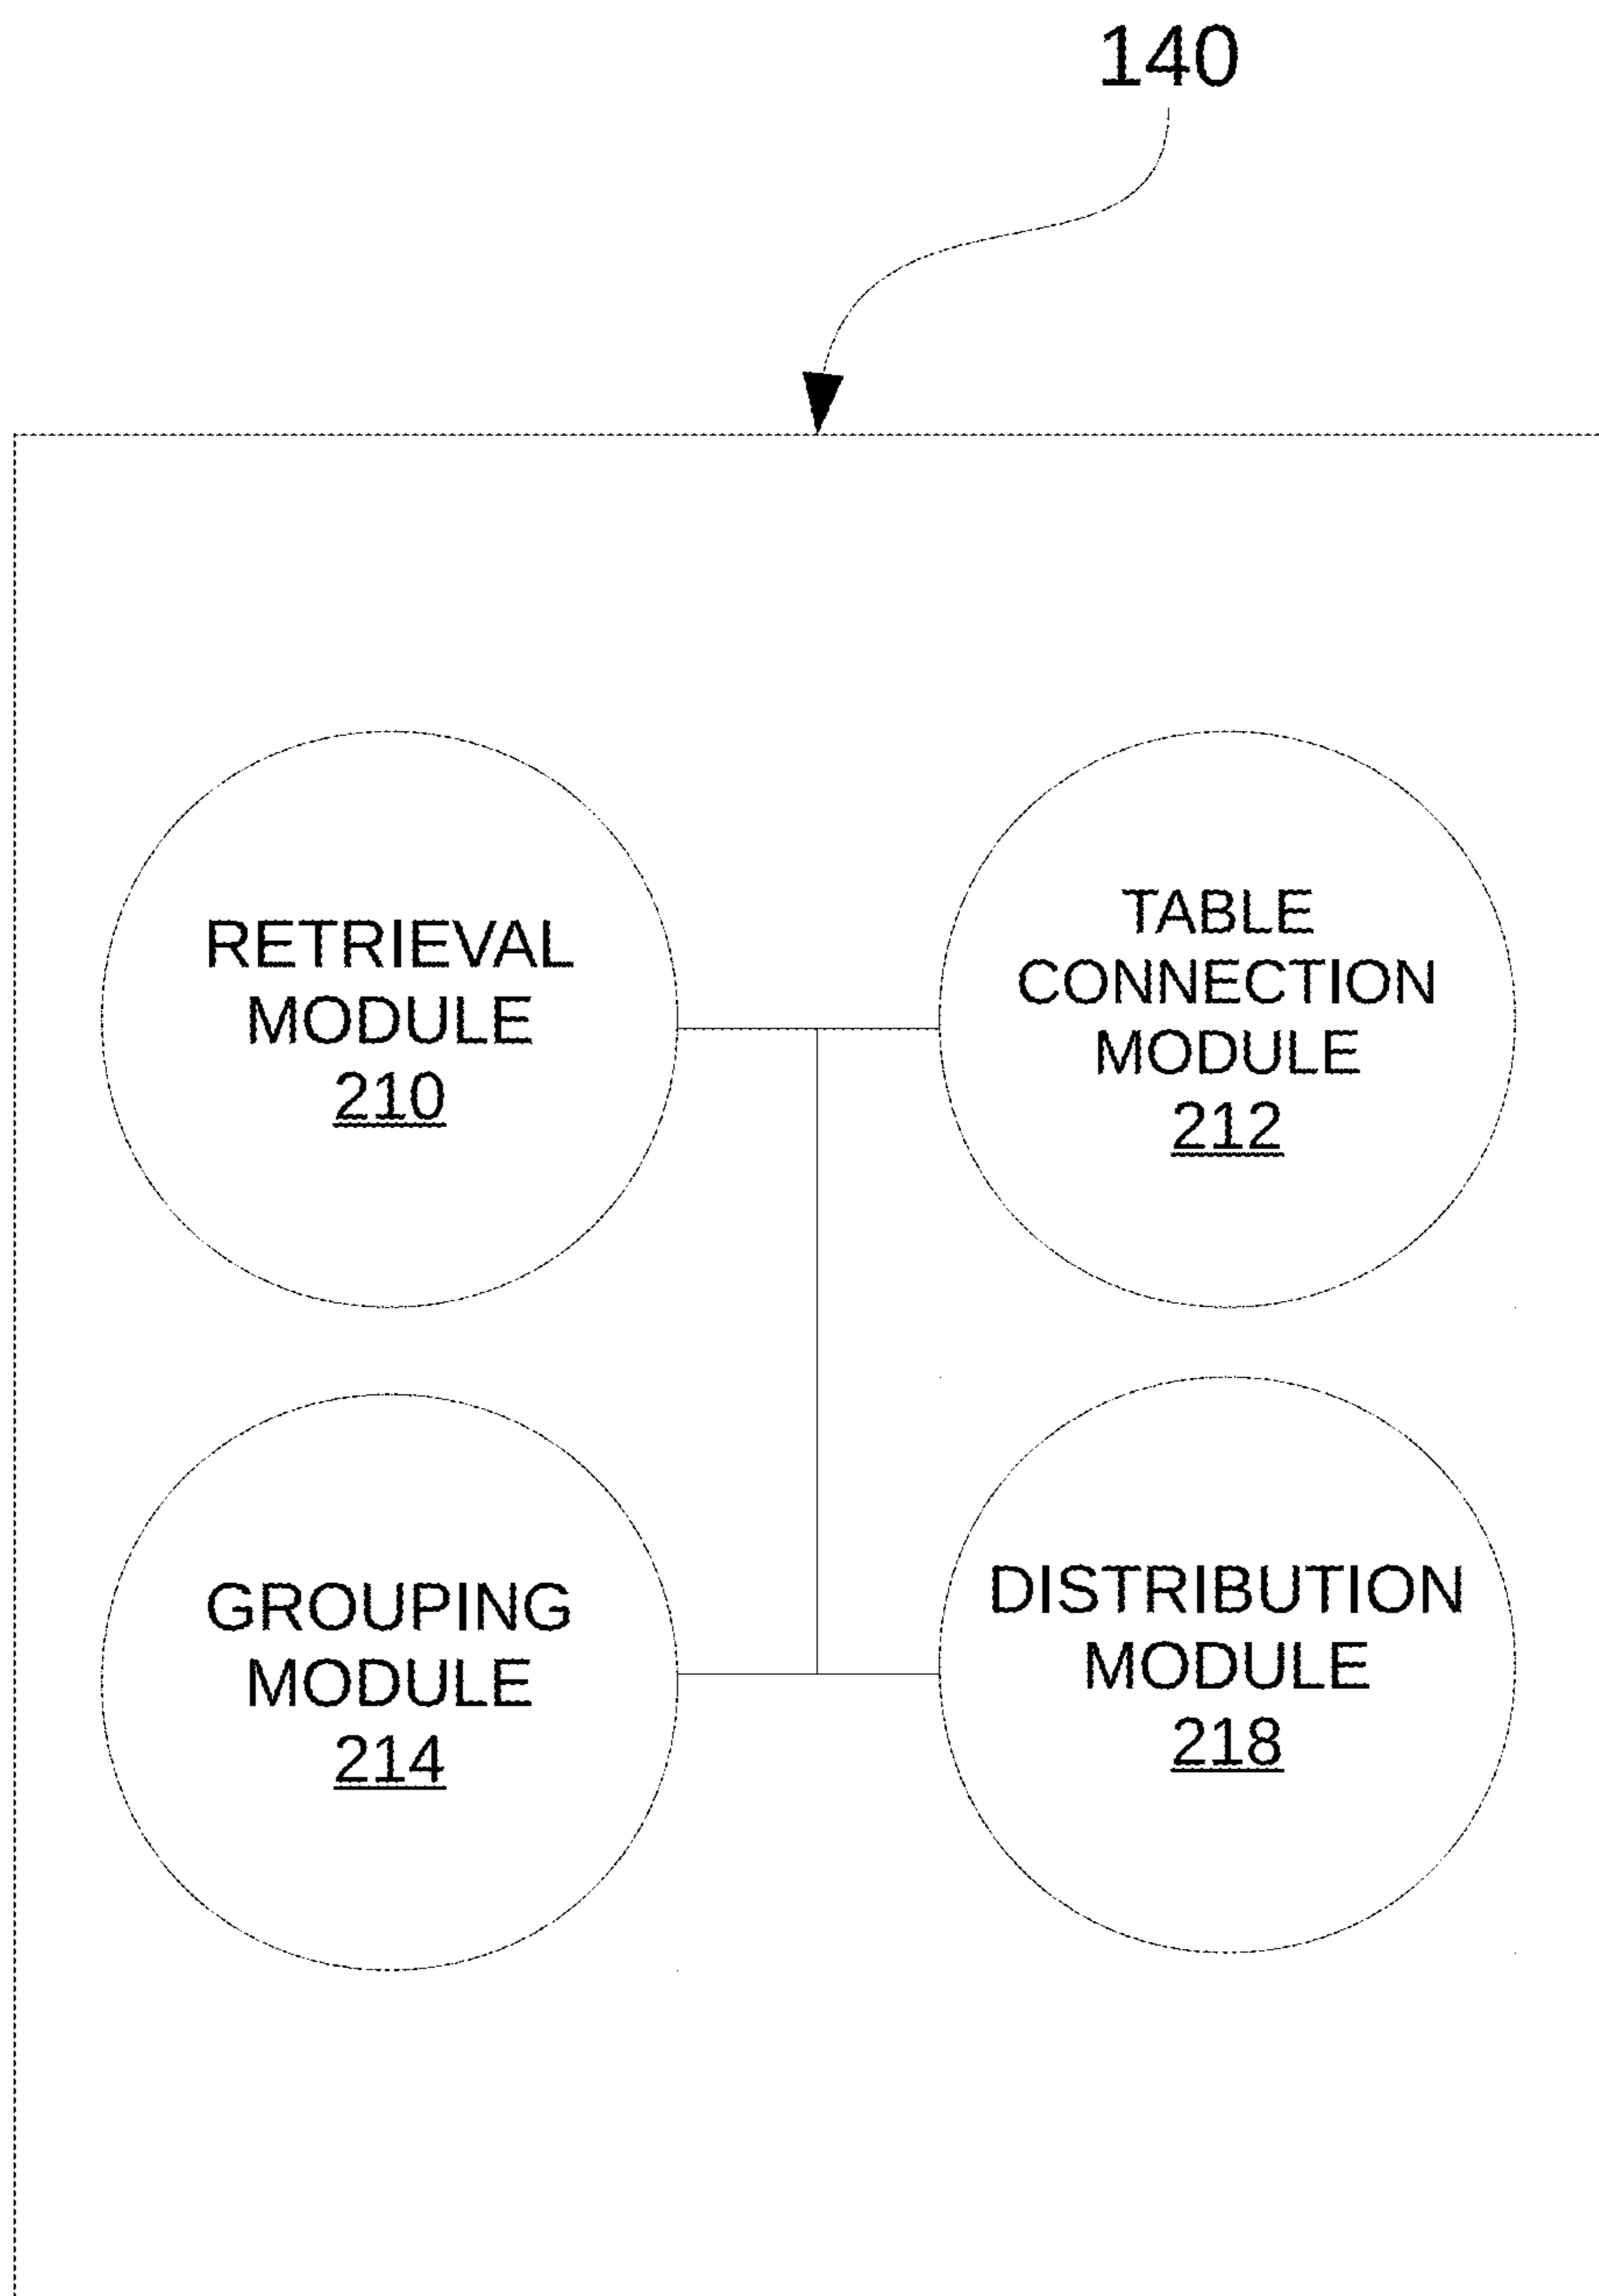 140
RETRIEVAL
MODULE
210
TABLE
CONNECTION
MODULE
212
GROUPING
MODULE
214
DISTRIBUTION
MODULE
218